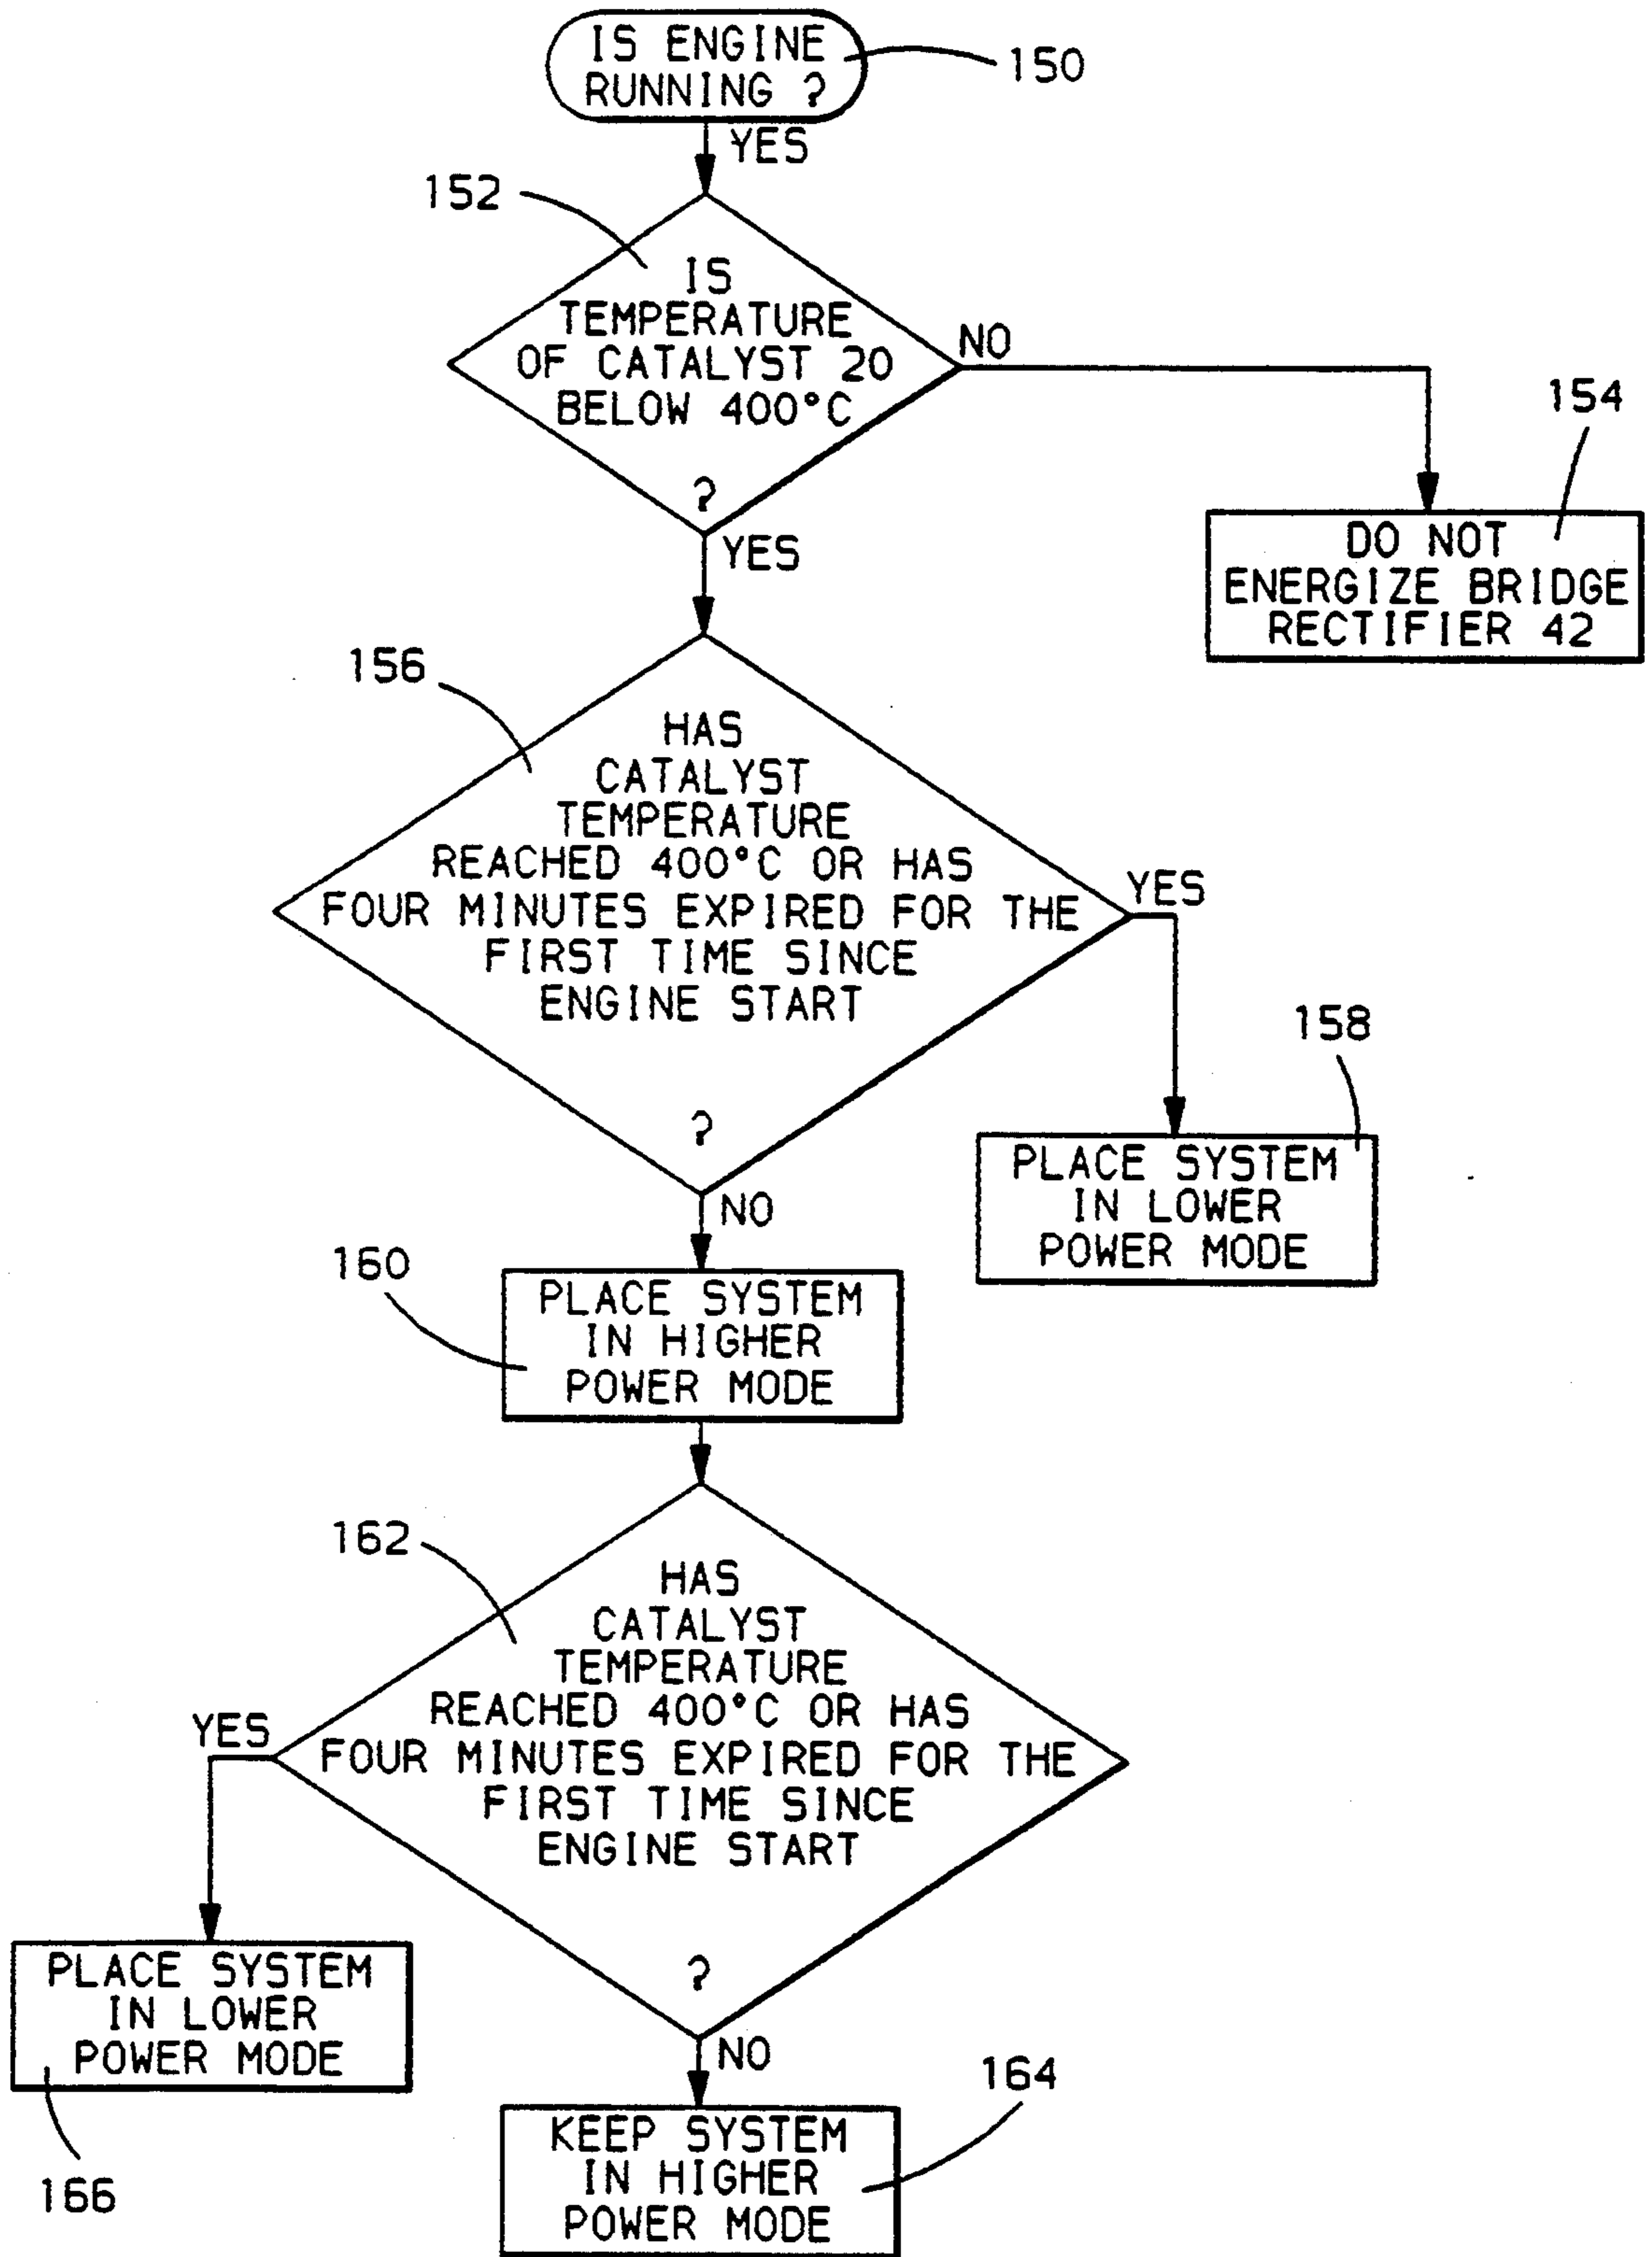 IS ENGINE
RUNNING ?
150
YES
152
IS
TEMPERATURE
OF CATALYST 20
BELOW 400°C
?
NO
154
DO NOT
ENERGIZE BRIDGE
RECTIFIER 42
YES
156
HAS
CATALYST
TEMPERATURE
REACHED 400°C OR HAS
FOUR MINUTES EXPIRED FOR THE
FIRST TIME SINCE
ENGINE START
?
YES
158
PLACE SYSTEM
IN LOWER
POWER MODE
NO
160
PLACE SYSTEM
IN HIGHER
POWER MODE
162
HAS
CATALYST
TEMPERATURE
REACHED 400°C OR HAS
FOUR MINUTES EXPIRED FOR THE
FIRST TIME SINCE
ENGINE START
?
YES
PLACE SYSTEM
IN LOWER
POWER MODE
166
NO
164
KEEP SYSTEM
IN HIGHER
POWER MODE